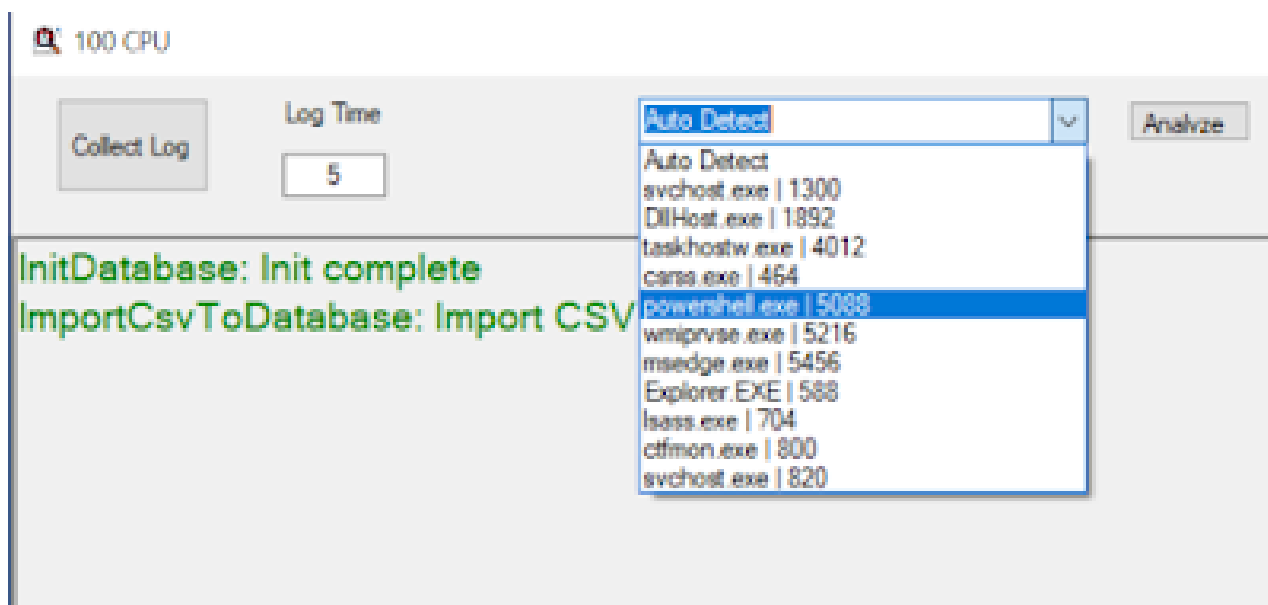 100 CPU
Collect Log
Log Time
5
Auto Detect
Analyze
Auto Detect
svchost.exe | 1300
DllHost.exe | 1892
taskhostw.exe | 4012
csrss.exe | 464
powershell.exe | 5088
wmiprvse.exe | 5216
msedge.exe | 5456
Explorer.EXE | 588
lsass.exe | 704
ctfmon.exe | 800
svchost.exe | 820
InitDatabase: Init complete
ImportCsvToDatabase: Import CSV